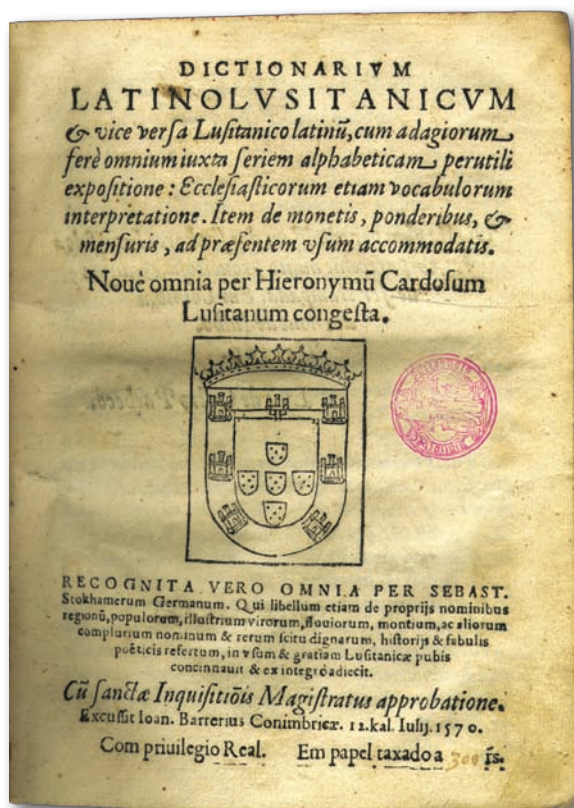 DICTIONARIVM
LATINOLVSITANICVM
& vice verſa Luſitanico latinũ, cum adagiorum
ferè omnium iuxta ſeriem alphabeticam perutili
expoſitione: Eccleſiaſticorum etiam vocabulorum
interpretatione. Item de monetis, ponderibus, &
menſuris, ad præſentem vſum accommodatis.
Nouè omnia per Hieronymũ Cardoſum
Luſitanum congeſta.
RECOGNITA VERO OMNIA PER SEBAST.
Stokhamerum Germanum. Qui libellum etiam de proprijs nominibus
regionũ, populorum, illuſtrium virorum, fluuiorum, montium, ac aliorum
complurium nominum & rerum ſcitu dignarum, hiſtorijs & fabulis
poëticis refertum, in vſum & gratiam Luſitanicæ pubis
concinnauit & ex integro adiecit.
Cũ ſanctæ Inquiſitiõis Magiſtratus approbatione.
Excuſſit Ioan. Barrerius Conimbricæ. 12. kal. Iulij. 1570.
Com priuilegio Real. Em papel taxado a 300 r̃s.